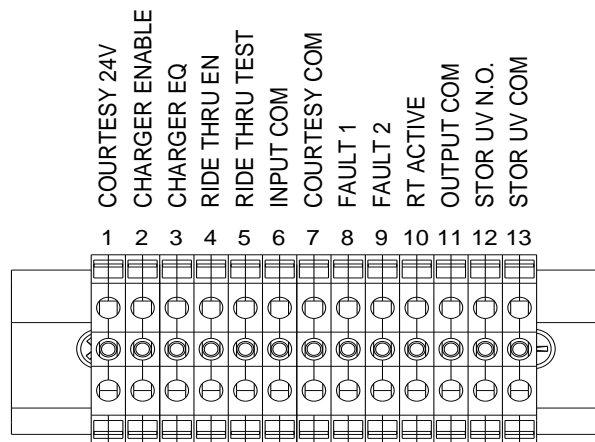 COURTESY 24V
CHARGER ENABLE
CHARGER EQ
RIDE THRU EN
RIDE THRU TEST
INPUT COM
COURTESY COM
FAULT 1
FAULT 2
RT ACTIVE
OUTPUT COM
STOR UV N.O.
STOR UV COM
1 2 3 4 5 6 7 8 9 10 11 12 13